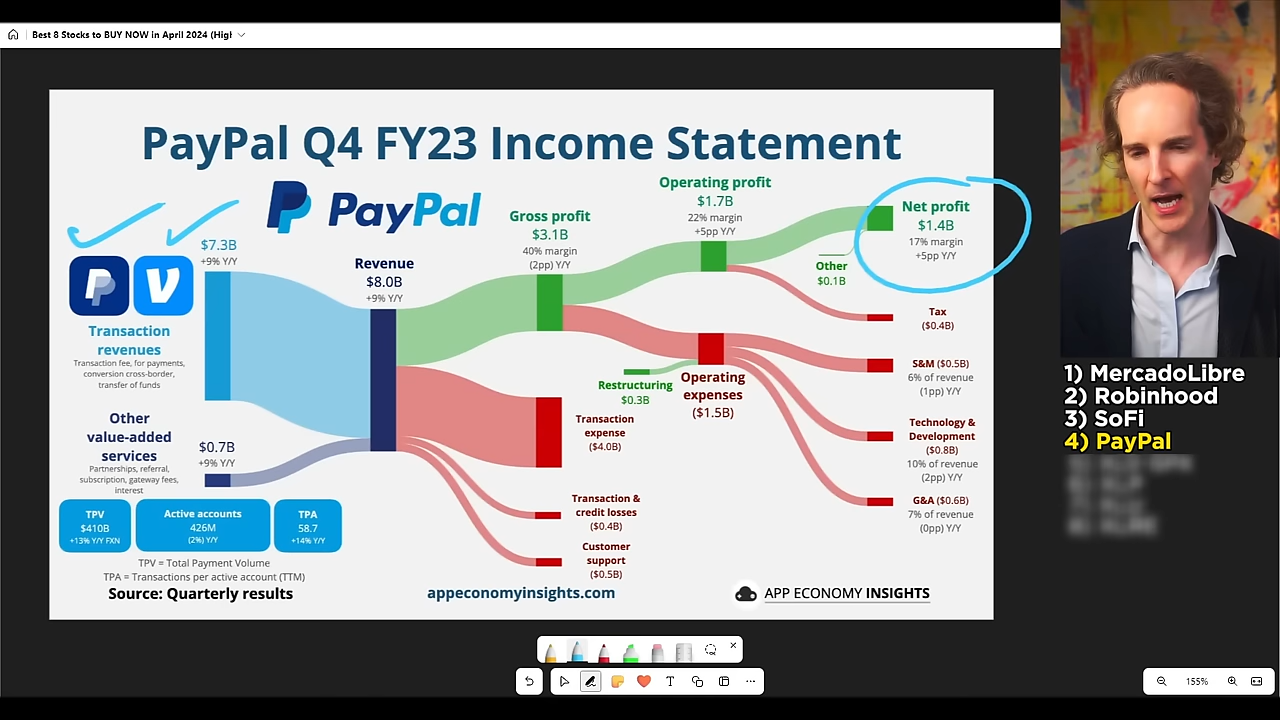 Best 8 Stocks to BUY NOW in April 2024 (Higl
PayPal Q4 FY23 Income Statement
PayPal
$7.3B
+9% Y/Y
Transaction
revenues
Transaction fee, for payments,
conversion cross-border,
transfer of funds
Other
value-added
services
Partnerships, referral,
subscription, gateway fees,
interest
$0.7B
+9% Y/Y
Revenue
$8.0B
+9% Y/Y
Gross profit
$3.1B
40% margin
(2pp) Y/Y
Operating profit
$1.7B
22% margin
+5pp Y/Y
Net profit
$1.4B
17% margin
+5pp Y/Y
Other
$0.1B
Tax
($0.4B)
Restructuring
$0.3B
Operating
expenses
($1.5B)
S&M ($0.5B)
6% of revenue
(1pp) Y/Y
Technology &
Development
($0.8B)
10% of revenue
(2pp) Y/Y
G&A ($0.6B)
7% of revenue
(0pp) Y/Y
Transaction
expense
($4.0B)
Transaction &
credit losses
($0.4B)
Customer
support
($0.5B)
TPV
$410B
+13% Y/Y FXN
Active accounts
426M
(2%) Y/Y
TPA
58.7
+14% Y/Y
TPV = Total Payment Volume
TPA = Transactions per active account (TTM)
Source: Quarterly results
appeconomyinsights.com
APP ECONOMY INSIGHTS
1) MercadoLibre
2) Robinhood
3) SoFi
4) PayPal
155%